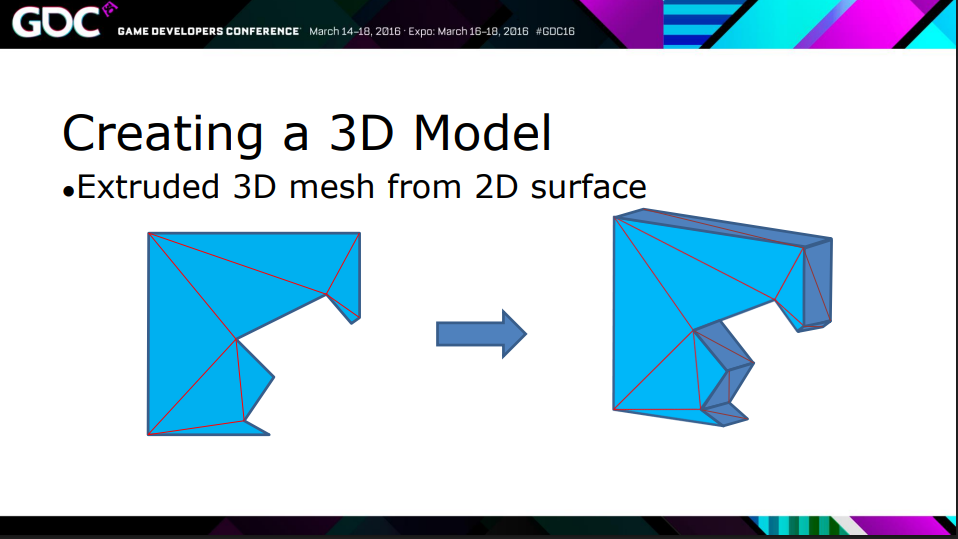 GDC
GAME DEVELOPERS CONFERENCE March 14–18, 2016 · Expo: March 16–18, 2016 #GDC16
Creating a 3D Model
•Extruded 3D mesh from 2D surface